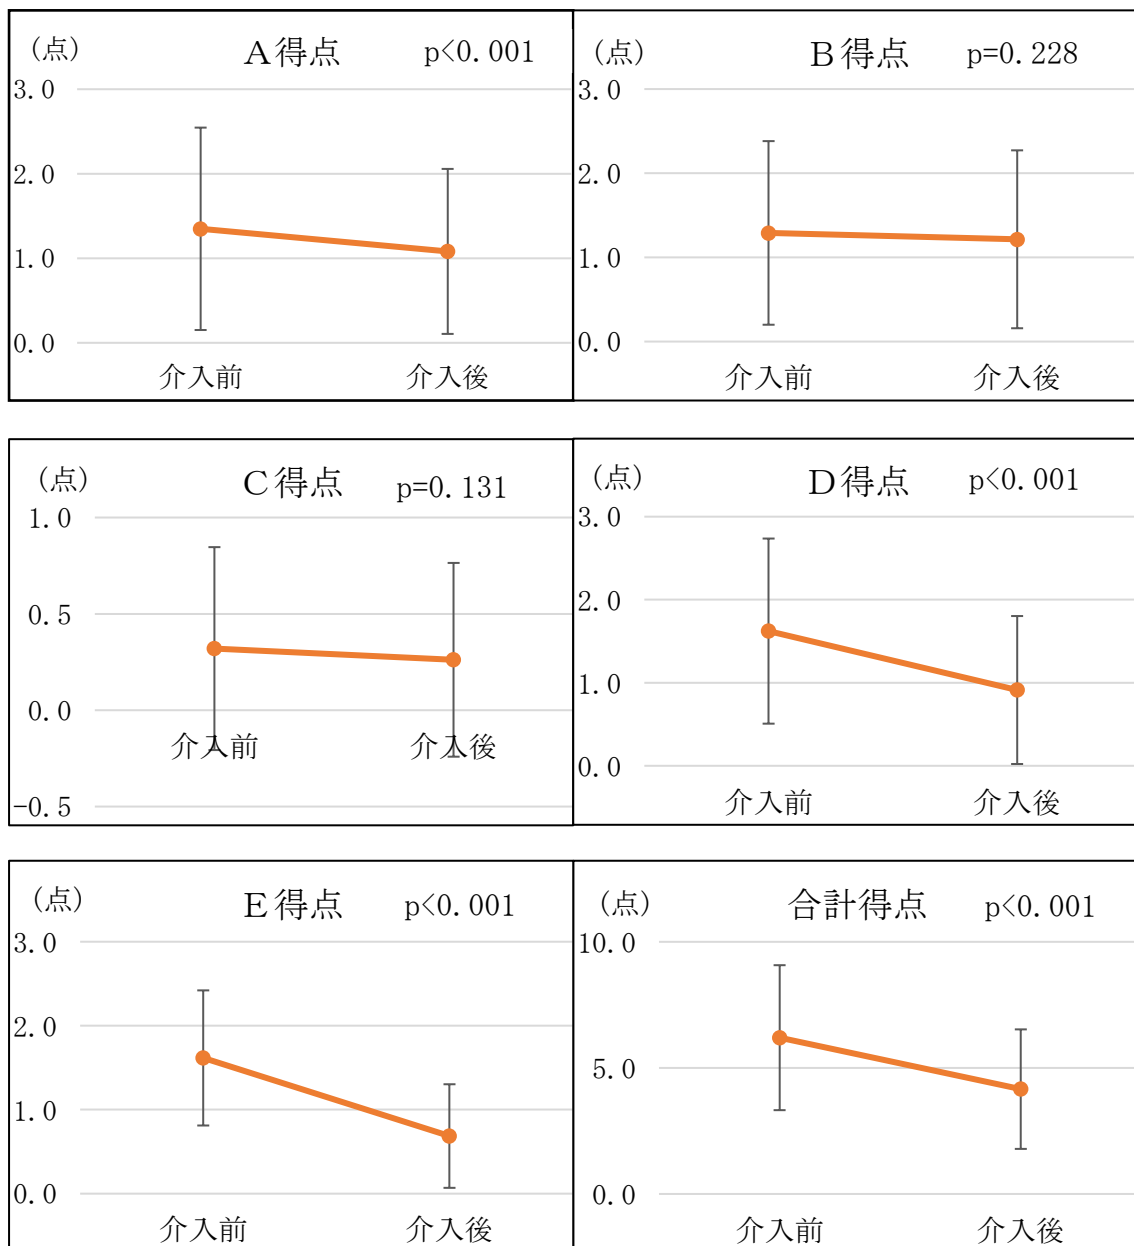 (点) A得点 p<0.001
3.0
2.0
1.0
0.0
介入前 介入後
(点) B得点 p=0.228
3.0
2.0
1.0
0.0
介入前 介入後
(点) C得点 p=0.131
1.0
0.5
0.0
介入前 介入後
-0.5
(点) D得点 p<0.001
3.0
2.0
1.0
0.0
介入前 介入後
(点) E得点 p<0.001
3.0
2.0
1.0
0.0
介入前 介入後
(点) 合計得点 p<0.001
10.0
5.0
0.0
介入前 介入後